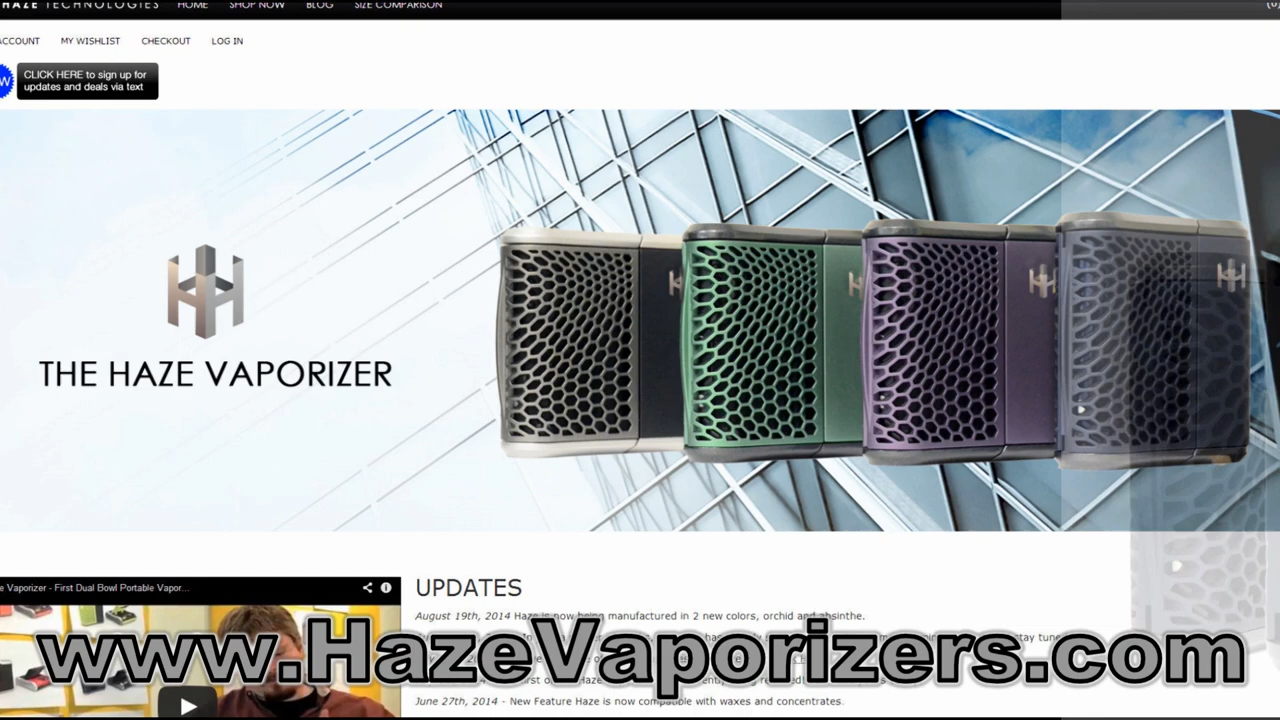 HAZE TECHNOLOGIES HOME SHOP NOW BLOG SIZE COMPARISON
ACCOUNT MY WISHLIST CHECKOUT LOG IN
CLICK HERE to sign up for
updates and deals via text
THE HAZE VAPORIZER
Vaporizer - First Dual Bowl Portable Vapor...
UPDATES
August 19th, 2014 Haze is now being manufactured in 2 new colors, orchid and absinthe.
www.HazeVaporizers.com
June 27th, 2014 - New Feature Haze is now compatible with waxes and concentrates.